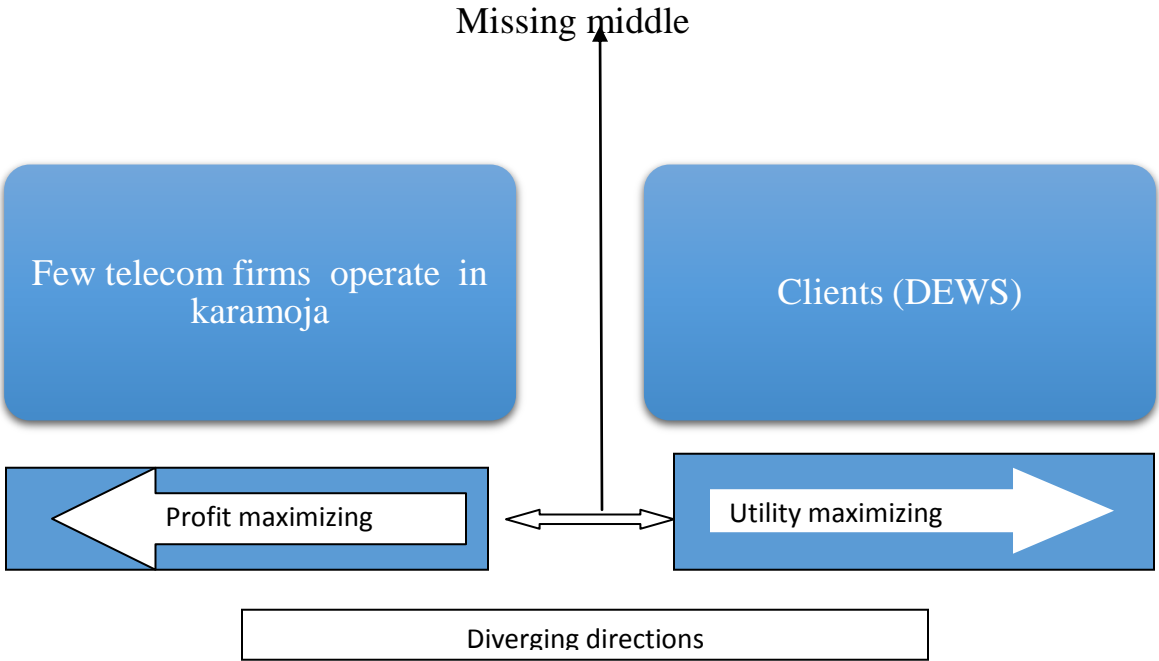 Missing middle
Few telecom firms operate in
karamoja
Clients (DEWS)
Profit maximizing
Utility maximizing
Diverging directions